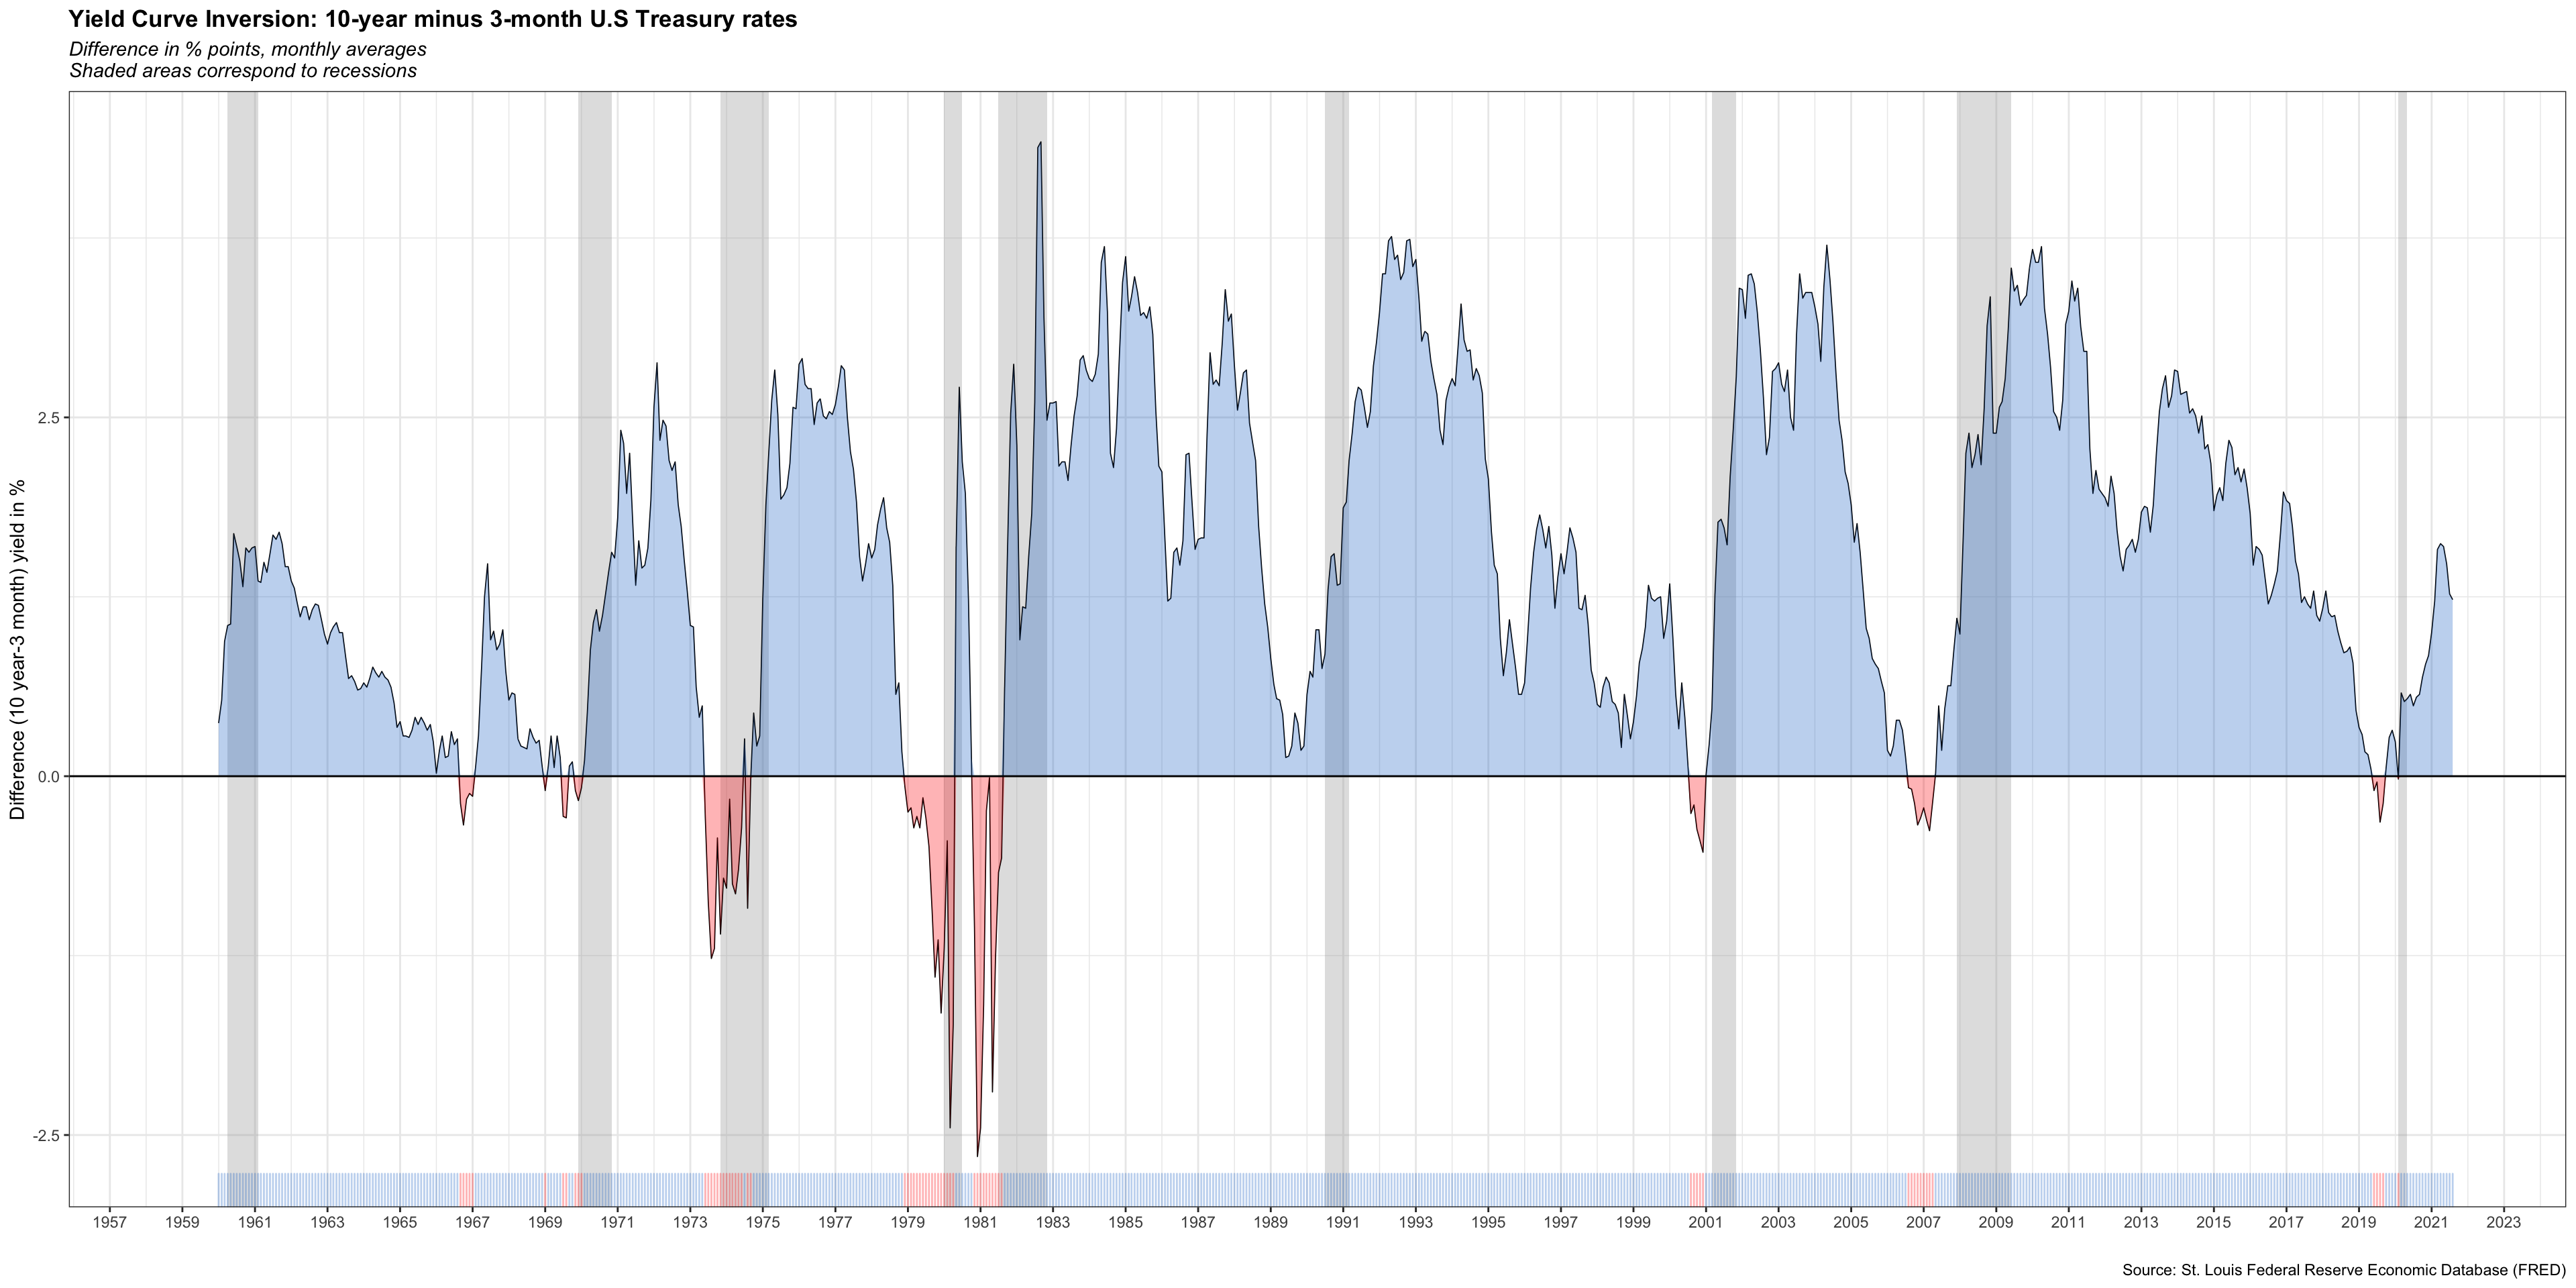 Yield Curve Inversion: 10-year minus 3-month U.S Treasury rates
Difference in % points, monthly averages
Shaded areas correspond to recessions
Difference (10 year-3 month) yield in %
2.5
0.0
-2.5
1957 1959 1961 1963 1965 1967 1969 1971 1973 1975 1977 1979 1981 1983 1985 1987 1989 1991 1993 1995 1997 1999 2001 2003 2005 2007 2009 2011 2013 2015 2017 2019 2021 2023
Source: St. Louis Federal Reserve Economic Database (FRED)